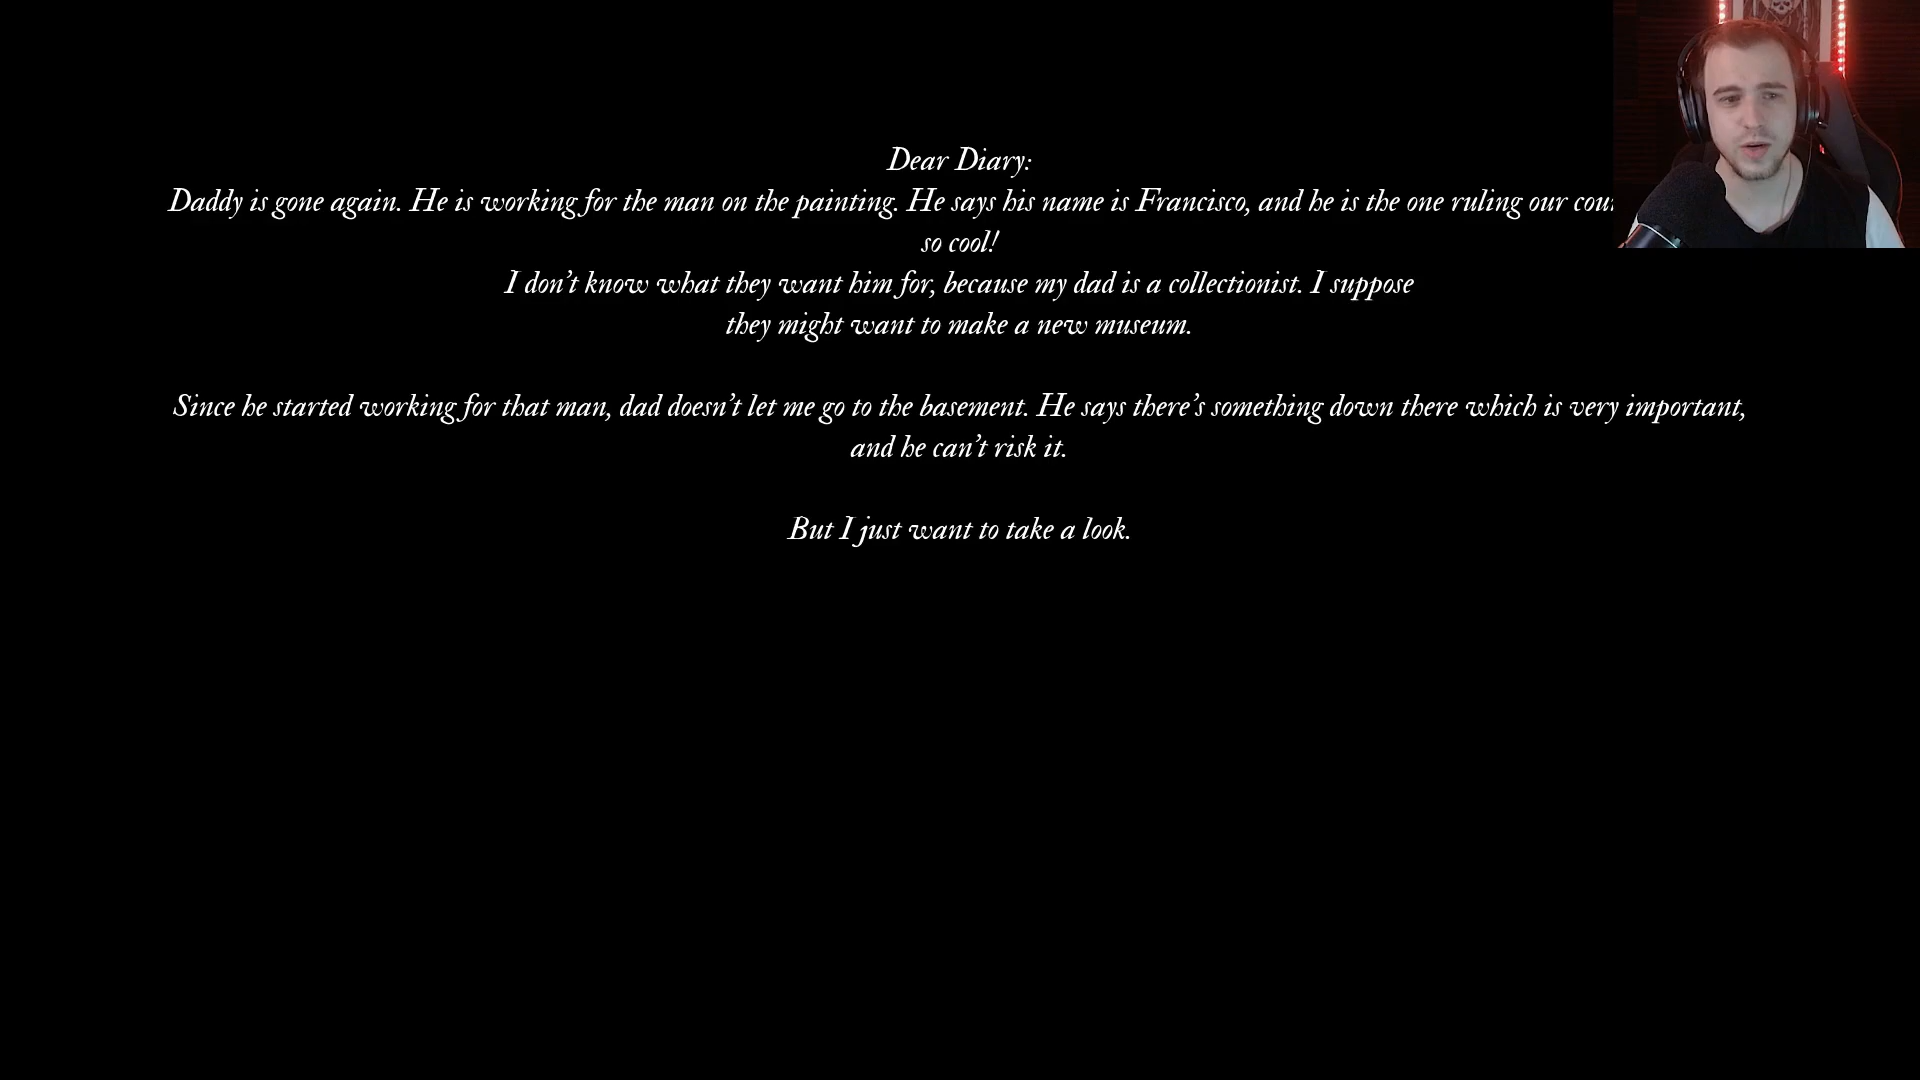 Dear Diary:
Daddy is gone again. He is working for the man on the painting. He says his name is Francisco, and he is the one ruling our
so cool!
I don't know what they want him for, because my dad is a collectionist. I suppose
they might want to make a new museum.
Since he started working for that man, dad doesn't let me go to the basement. He says there's something down there which is very important,
and he can't risk it.
But I just want to take a look.